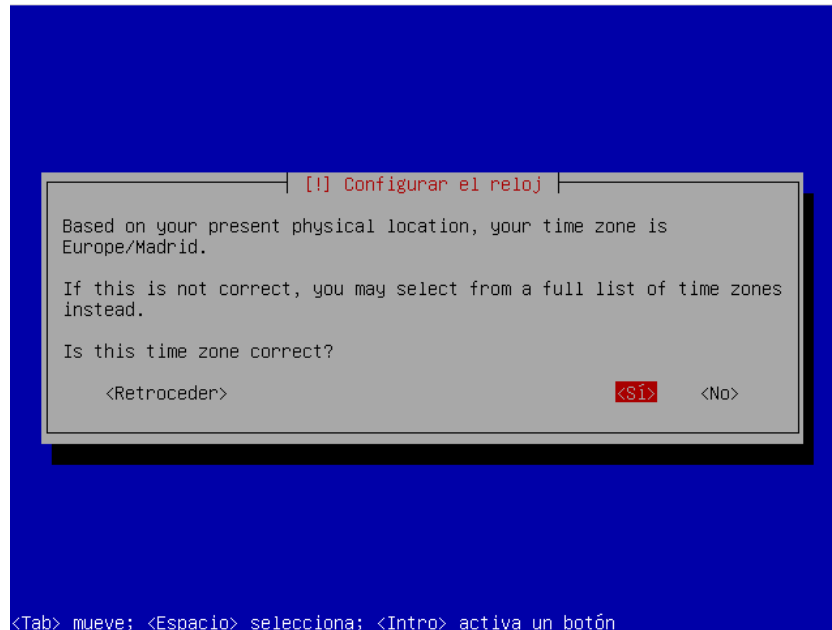 [!] Configurar el reloj
Based on your present physical location, your time zone is
Europe/Madrid.
If this is not correct, you may select from a full list of time zones
instead.
Is this time zone correct?
<Retroceder> <Sí> <No>
<Tab> mueve; <Espacio> selecciona; <Intro> activa un botón